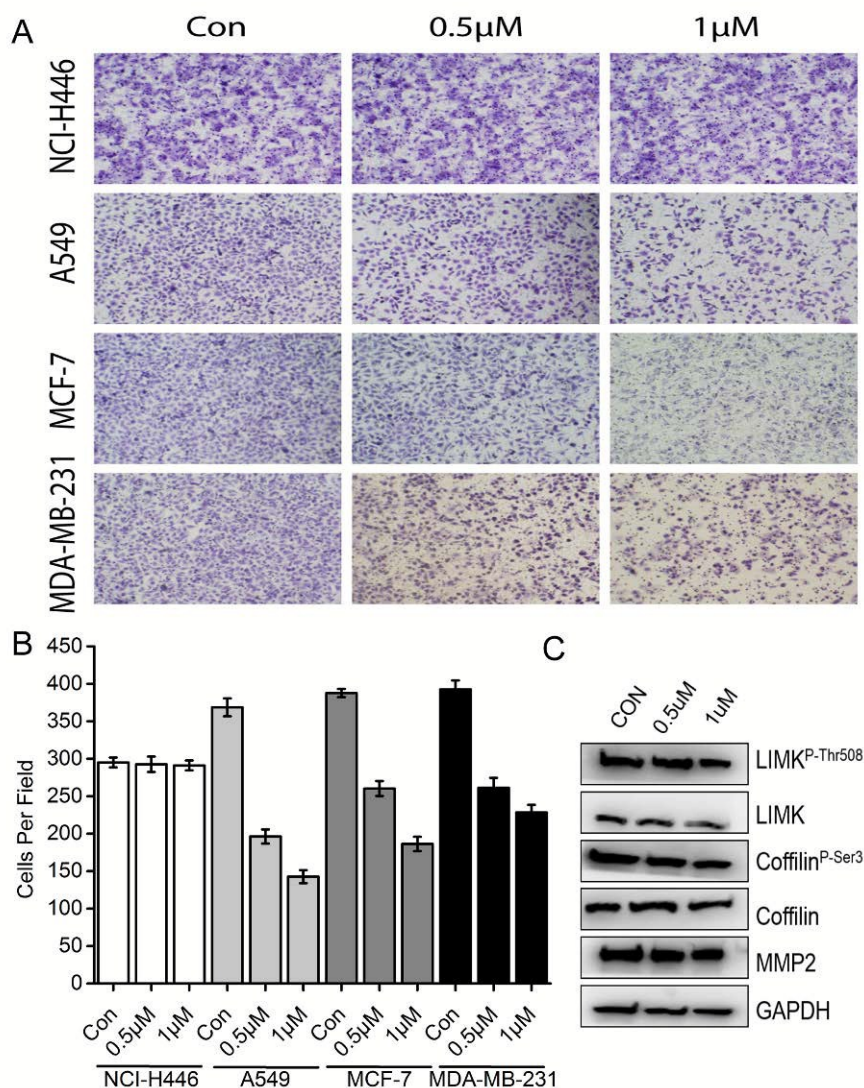 A
Con 0.5μM 1μM
NCI-H446
A549
MCF-7
MDA-MB-231
B
450
400
350
300
250
200
150
100
50
0
Cells Per Field
Con 0.5μM 1μM Con 0.5μM 1μM Con 0.5μM 1μM Con 0.5μM 1μM
NCI-H446 A549 MCF-7 MDA-MB-231
C
CON 0.5uM 1uM
LIMKP-Thr508
LIMK
CoffilinP-Ser3
Coffilin
MMP2
GAPDH